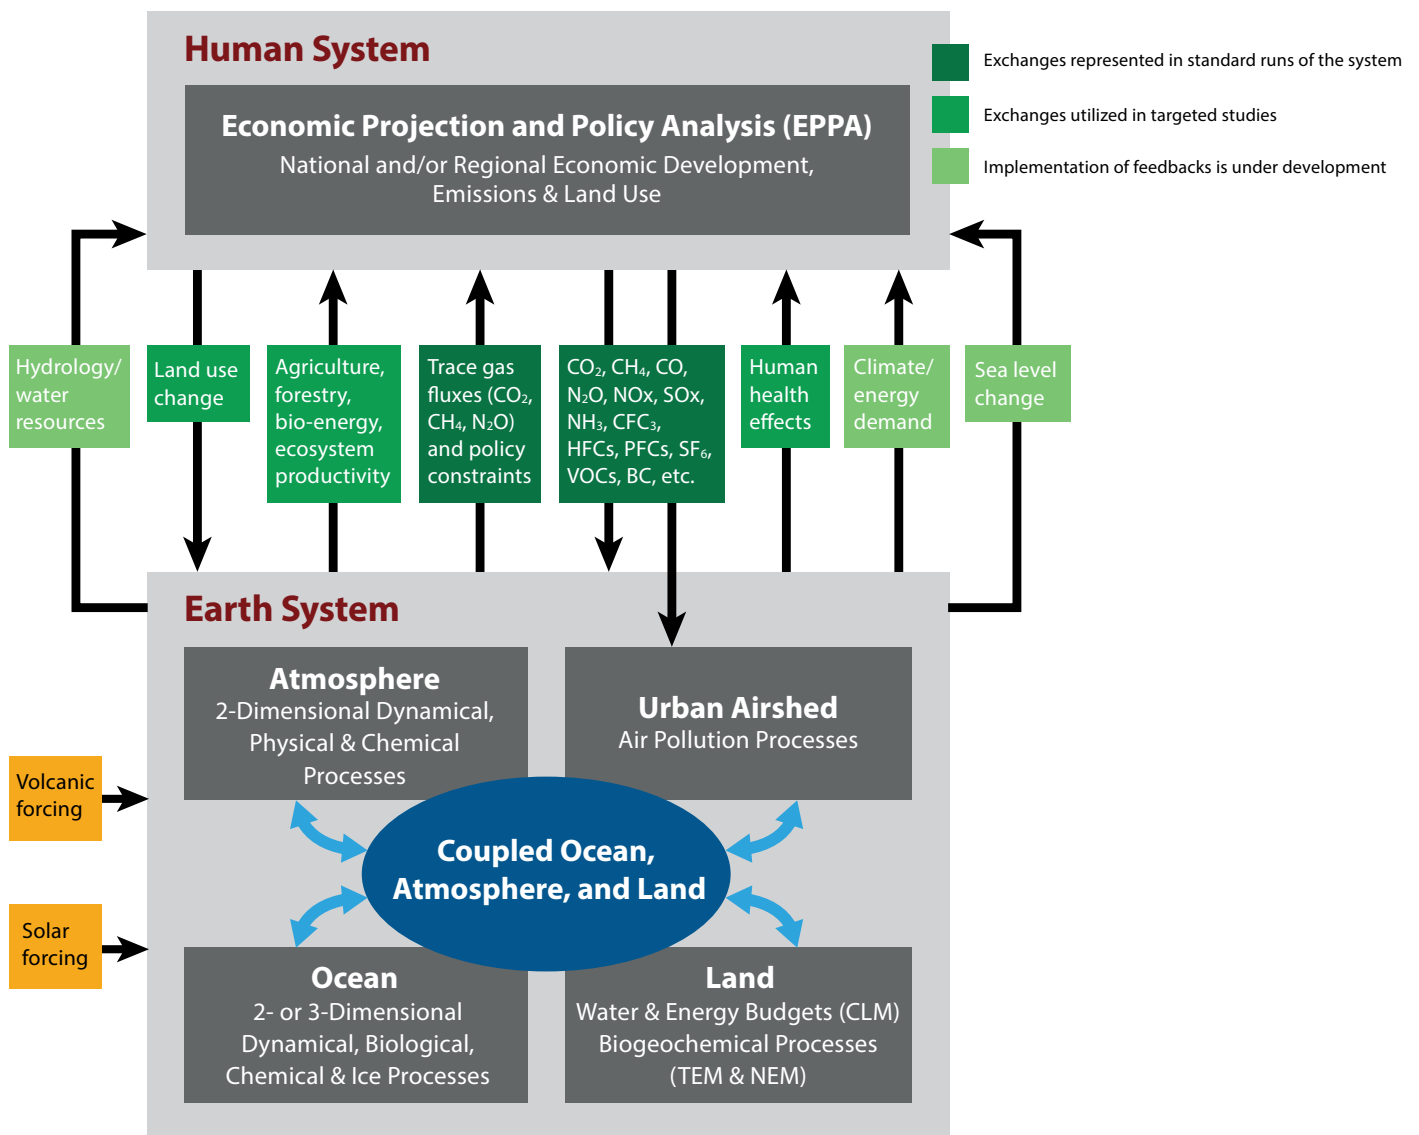 Human System
Economic Projection and Policy Analysis (EPPA)
National and/or Regional Economic Development,
Emissions & Land Use
Exchanges represented in standard runs of the system
Exchanges utilized in targeted studies
Implementation of feedbacks is under development
Hydrology/
water
resources
Land use
change
Agriculture,
forestry,
bio-energy,
ecosystem
productivity
Trace gas
fluxes (CO₂,
CH₄, N₂O)
and policy
constraints
CO₂, CH₄, CO,
N₂O, NOx, SOx,
NH₃, CFC₃,
HFCs, PFCs, SF₆,
VOCs, BC, etc.
Human
health
effects
Climate/
energy
demand
Sea level
change
Earth System
Atmosphere
2-Dimensional Dynamical,
Physical & Chemical
Processes
Urban Airshed
Air Pollution Processes
Volcanic
forcing
Coupled Ocean,
Atmosphere, and Land
Solar
forcing
Ocean
2- or 3-Dimensional
Dynamical, Biological,
Chemical & Ice Processes
Land
Water & Energy Budgets (CLM)
Biogeochemical Processes
(TEM & NEM)